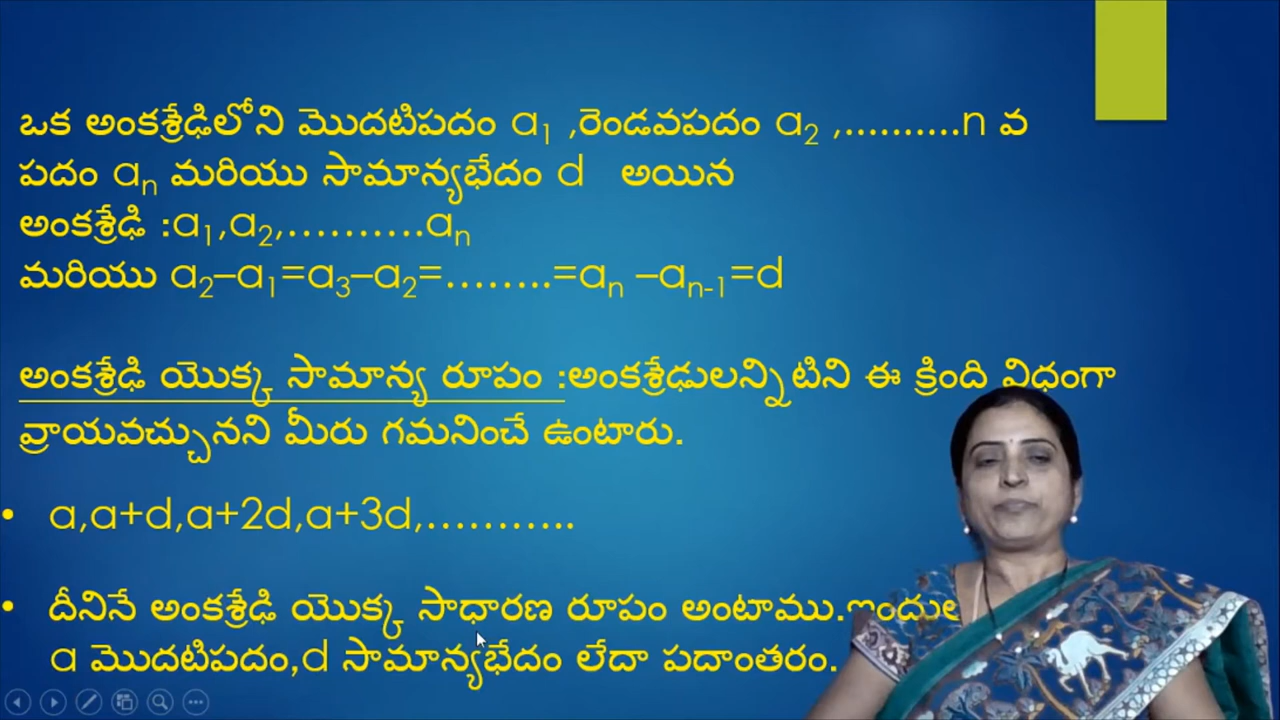 ఒక అంకశ్రేఢిలోని మొదటిపదం a₁ ,రెండవపదం a₂ ,..........n వ
పదం aₙ మరియు సామాన్యభేదం d అయిన
అంకశ్రేఢి :a₁,a₂,..........aₙ
మరియు a₂–a₁=a₃–a₂=........=aₙ –aₙ₋₁=d
అంకశ్రేఢి యొక్క సామాన్య రూపం :అంకశ్రేఢులన్నిటిని ఈ క్రింది విధంగా
వ్రాయవచ్చునని మీరు గమనించే ఉంటారు.
• a,a+d,a+2d,a+3d,...........
• దీనినే అంకశ్రేఢి యొక్క సాధారణ రూపం అంటాము.
a మొదటిపదం,d సామాన్యభేదం లేదా పదాంతరం.